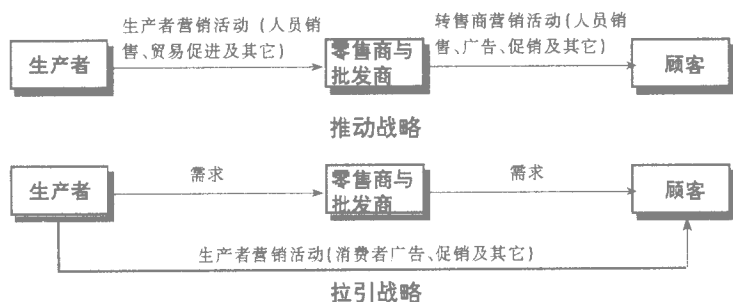 生产者营销活动（人员销
售、贸易促进及其它）
转售商营销活动（人员销
售、广告、促销及其它）
生产者
零售商与
批发商
顾客
推动战略
生产者
需求
零售商与
批发商
需求
顾客
生产者营销活动（消费者广告、促销及其它）
拉引战略